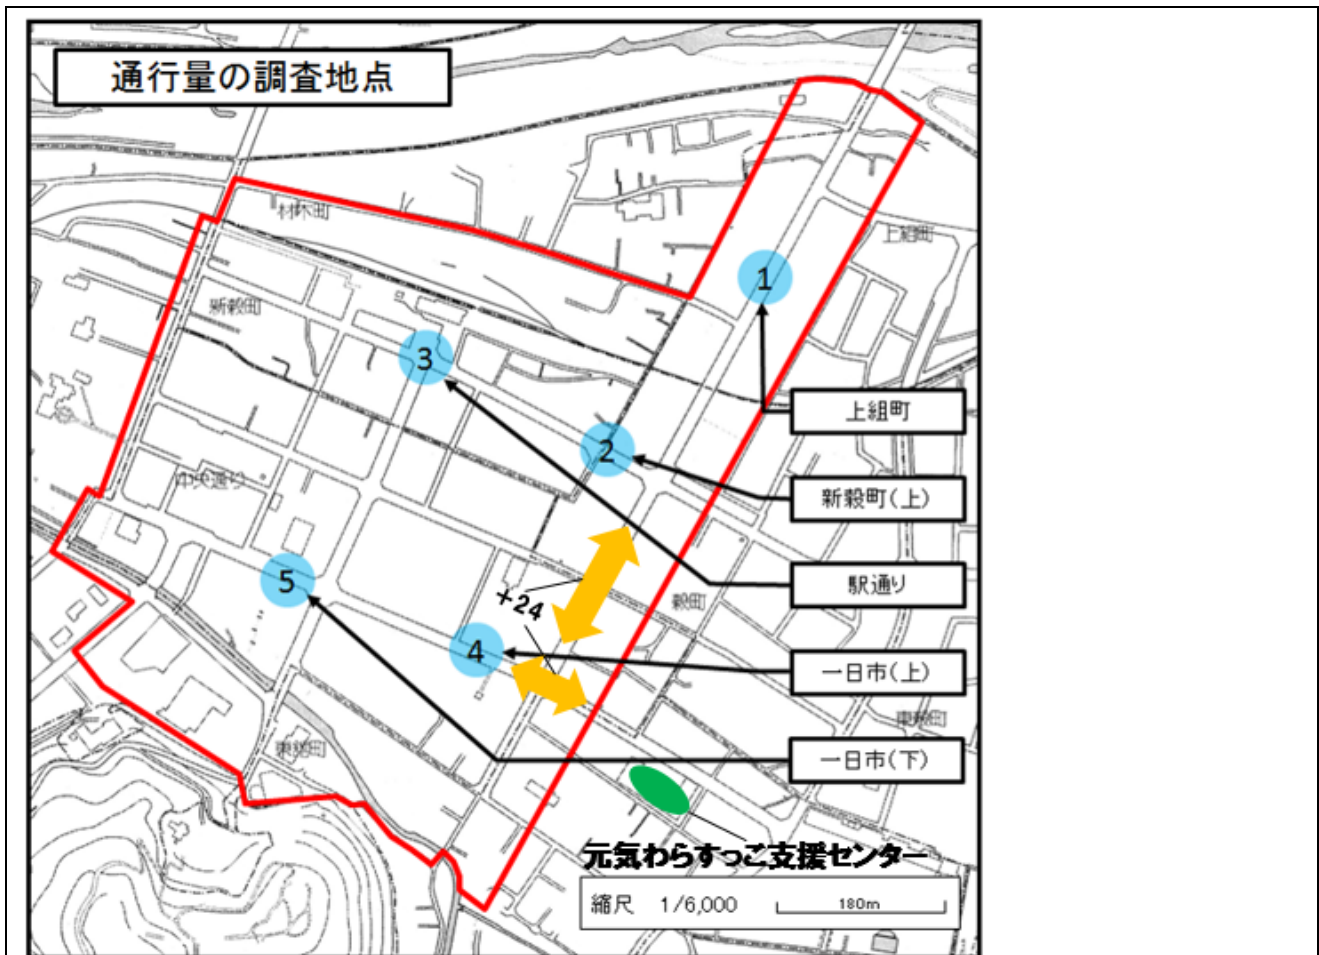 通行量の調査地点
材木町
上組町
1
新穀町
3
上組町
2
新穀町(上)
中央通り
駅通り
5
+24
穀町
4
一日市(上)
東穀町
東組町
一日市(下)
元気わらすっこ支援センター
縮尺 1/6,000 180m